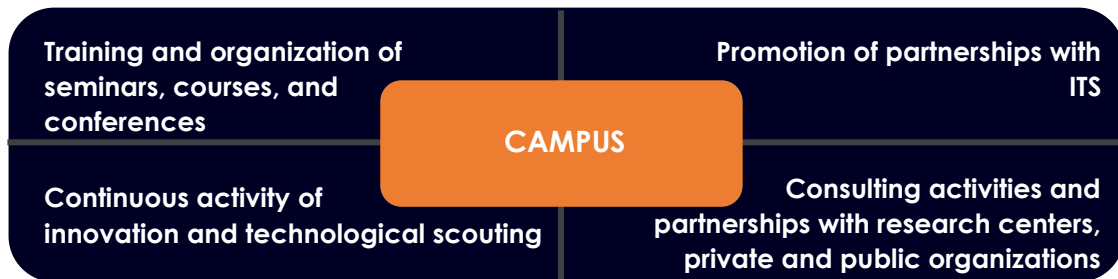 Training and organization of
seminars, courses, and
conferences
Promotion of partnerships with
ITS
CAMPUS
Continuous activity of
innovation and technological scouting
Consulting activities and
partnerships with research centers,
private and public organizations